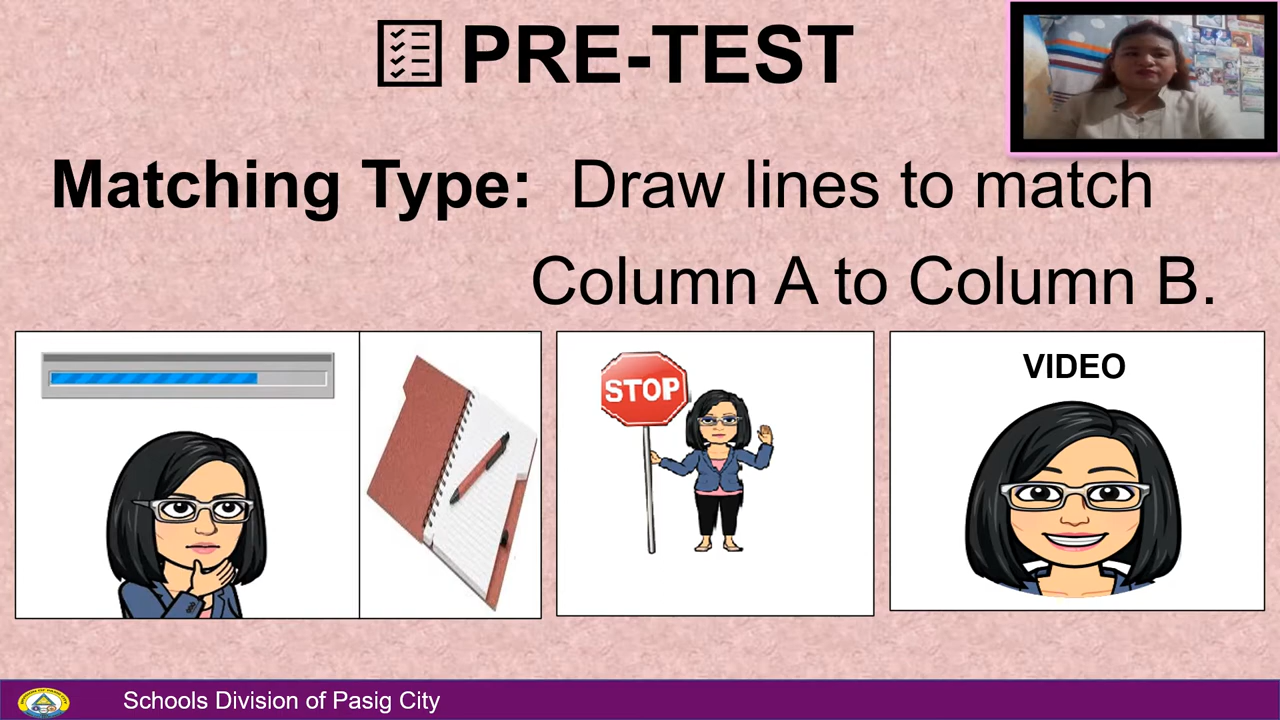 PRE-TEST
Matching Type: Draw lines to match
Column A to Column B.
STOP
VIDEO
Schools Division of Pasig City